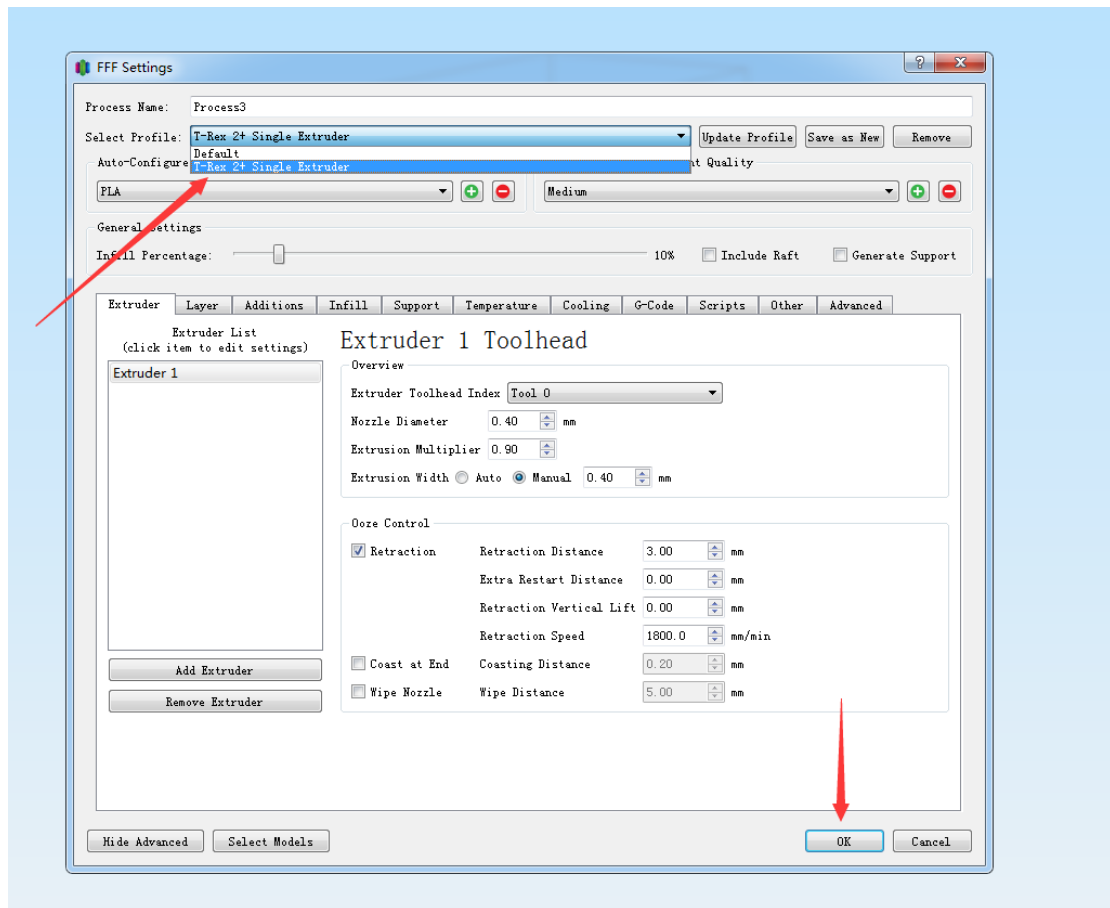 FFF Settings
Process Name: Process3
Select Profile: T-Rex 2+ Single Extruder Update Profile Save as New Remove
Default
T-Rex 2+ Single Extruder
Auto-Configure nt Quality
PLA Medium
General Settings
Infill Percentage: 10% Include Raft Generate Support
Extruder Layer Additions Infill Support Temperature Cooling G-Code Scripts Other Advanced
Extruder List
(click item to edit settings)
Extruder 1
Add Extruder
Remove Extruder
Extruder 1 Toolhead
Overview
Extruder Toolhead Index Tool 0
Nozzle Diameter 0.40 mm
Extrusion Multiplier 0.90
Extrusion Width Auto Manual 0.40 mm
Ooze Control
Retraction Retraction Distance 3.00 mm
Extra Restart Distance 0.00 mm
Retraction Vertical Lift 0.00 mm
Retraction Speed 1800.0 mm/min
Coast at End Coasting Distance 0.20 mm
Wipe Nozzle Wipe Distance 5.00 mm
Hide Advanced Select Models OK Cancel